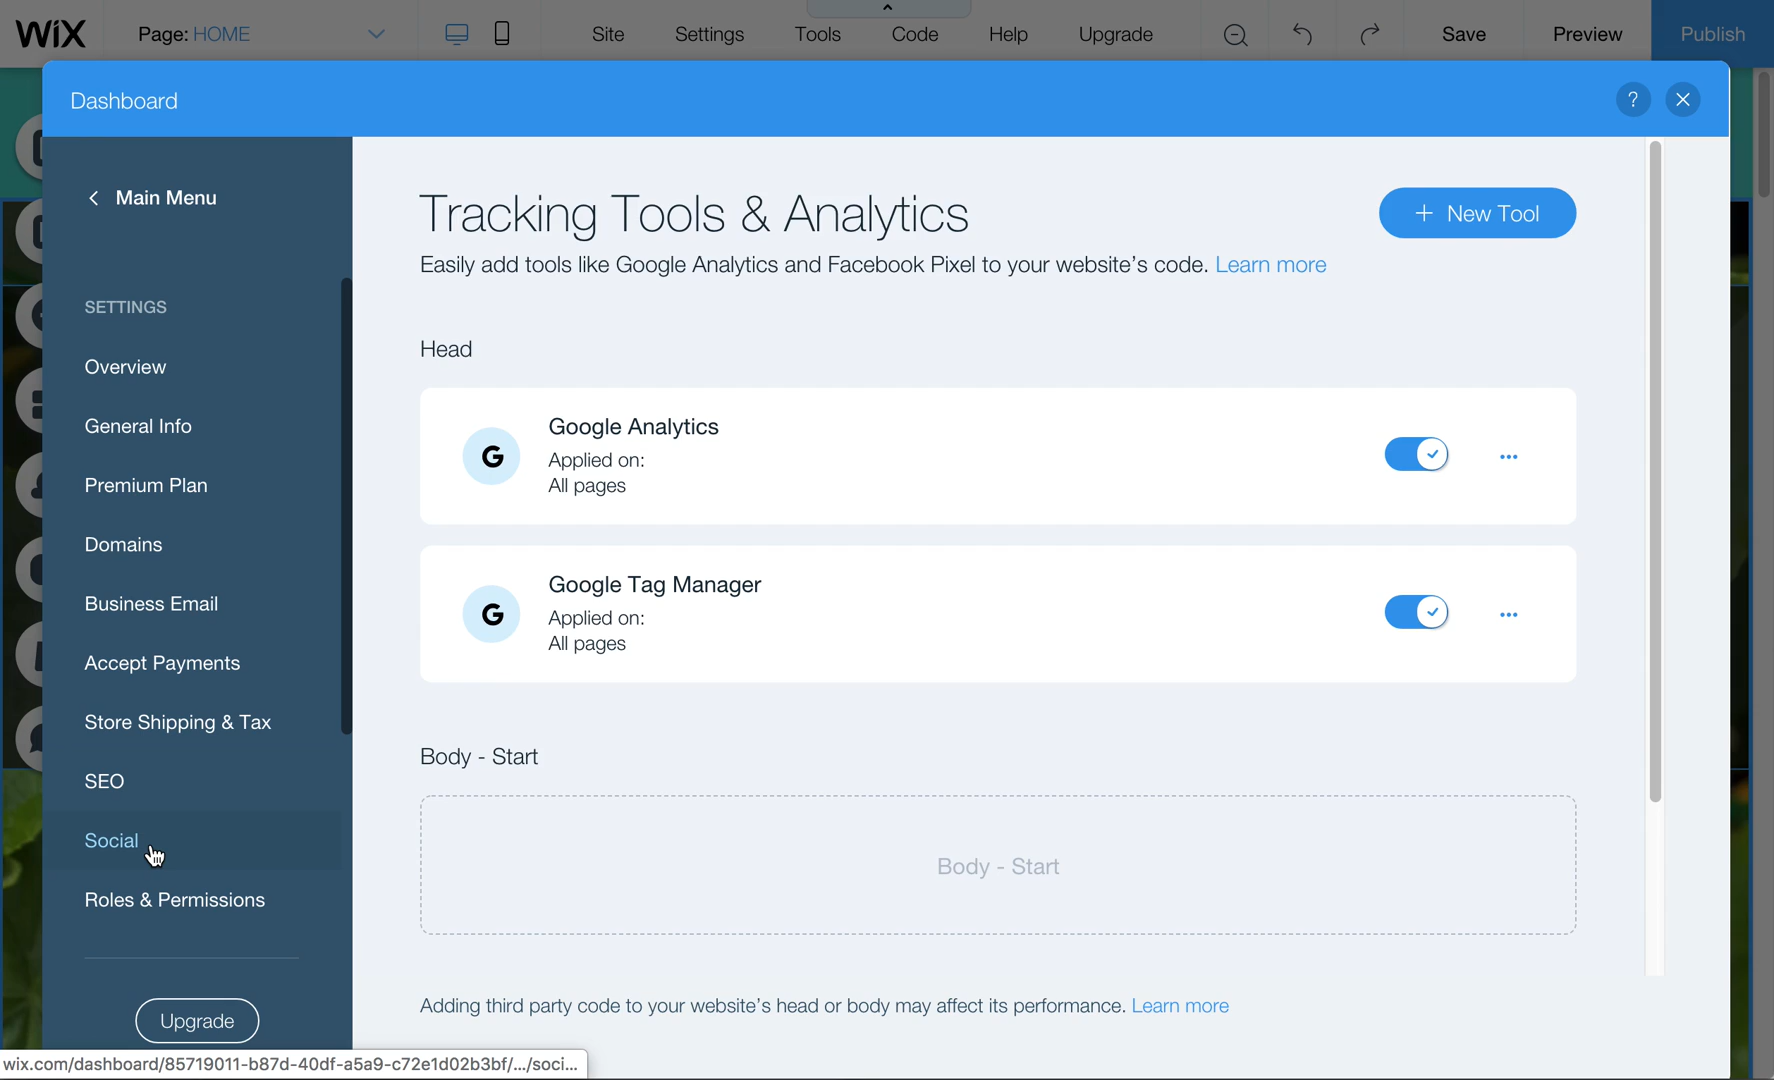 WiX
Page: HOME
Site
Settings
Tools
Code
Help
Upgrade
Save
Preview
Publish
Dashboard
?
Main Menu
SETTINGS
Overview
General Info
Premium Plan
Domains
Business Email
Accept Payments
Store Shipping & Tax
SEO
Social
Roles & Permissions
Upgrade
Tracking Tools & Analytics
+ New Tool
Easily add tools like Google Analytics and Facebook Pixel to your website's code. Learn more
Head
G
Google Analytics
Applied on:
All pages
G
Google Tag Manager
Applied on:
All pages
Body - Start
Body - Start
Adding third party code to your website's head or body may affect its performance. Learn more
wix.com/dashboard/85719011-b87d-40df-a5a9-c72e1d02b3bf/.../soci...